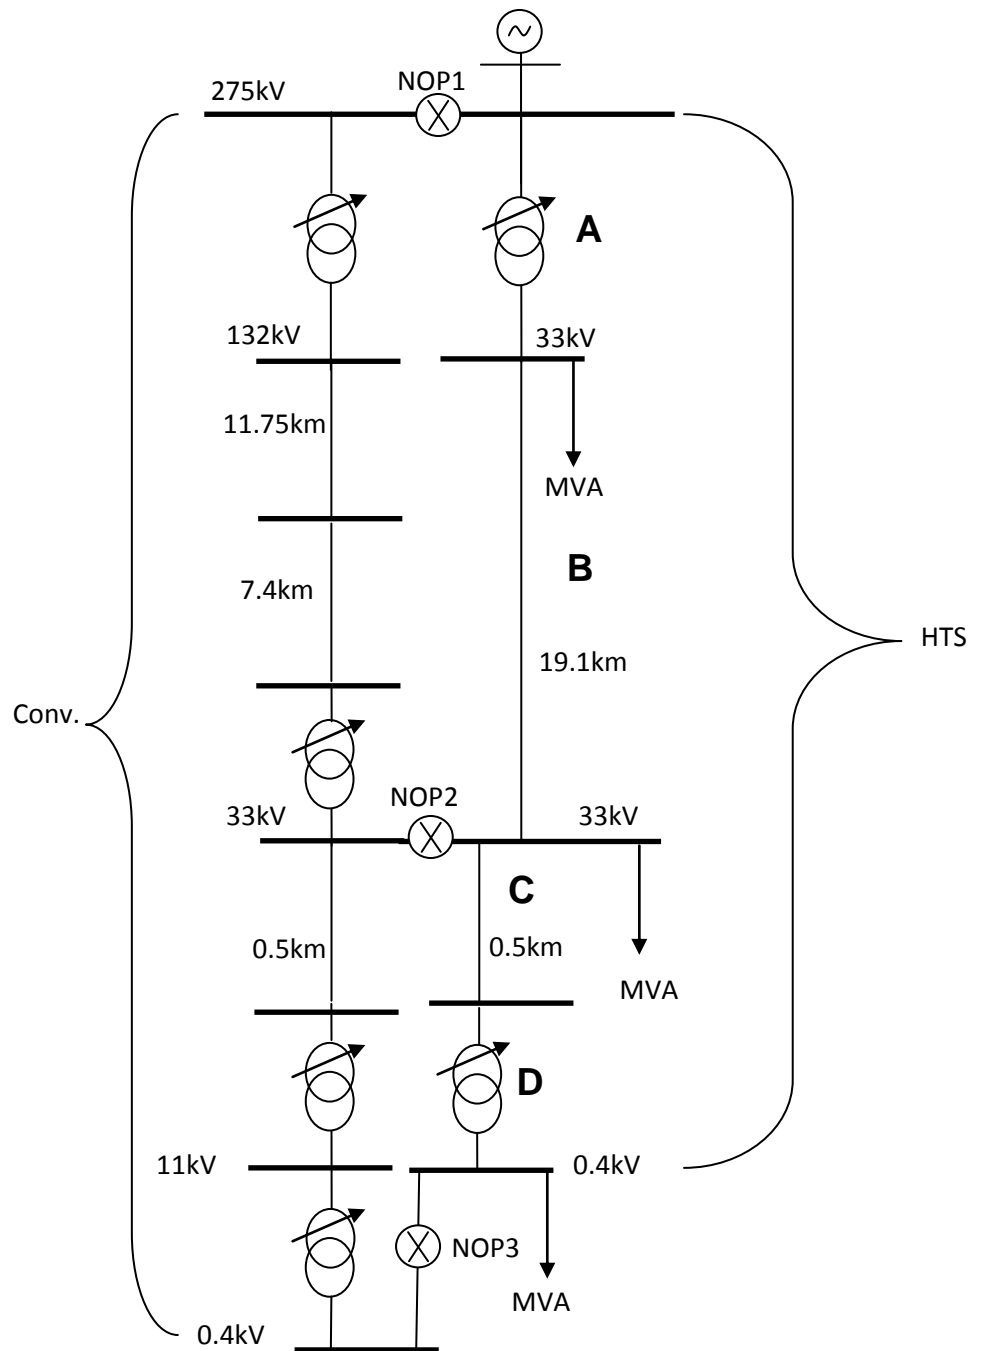 NOP1
275kV
A
132kV
33kV
11.75km
MVA
B
7.4km
HTS
19.1km
Conv.
NOP2
33kV
33kV
C
0.5km
0.5km
MVA
D
11kV
0.4kV
NOP3
MVA
0.4kV